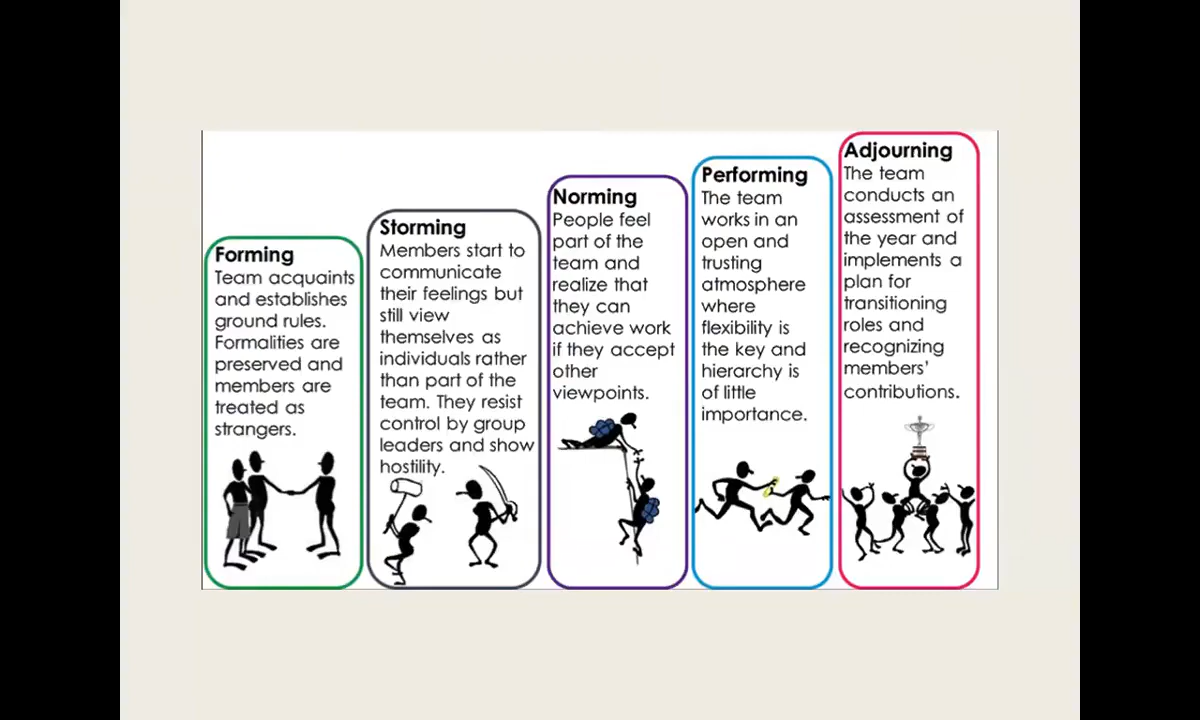 Forming
Team acquaints
and establishes
ground rules.
Formalities are
preserved and
members are
treated as
strangers.
Storming
Members start to
communicate
their feelings but
still view
themselves as
individuals rather
than part of the
team. They resist
control by group
leaders and show
hostility.
Norming
People feel
part of the
team and
realize that
they can
achieve work
if they accept
other
viewpoints.
Performing
The team
works in an
open and
trusting
atmosphere
where
flexibility is
the key and
hierarchy is
of little
importance.
Adjourning
The team
conducts an
assessment of
the year and
implements a
plan for
transitioning
roles and
recognizing
members'
contributions.